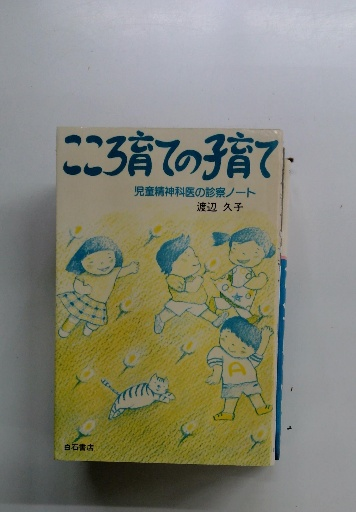 こころ育ての子育て
児童精神科医の診察ノート
渡辺 久子
A
白石書店